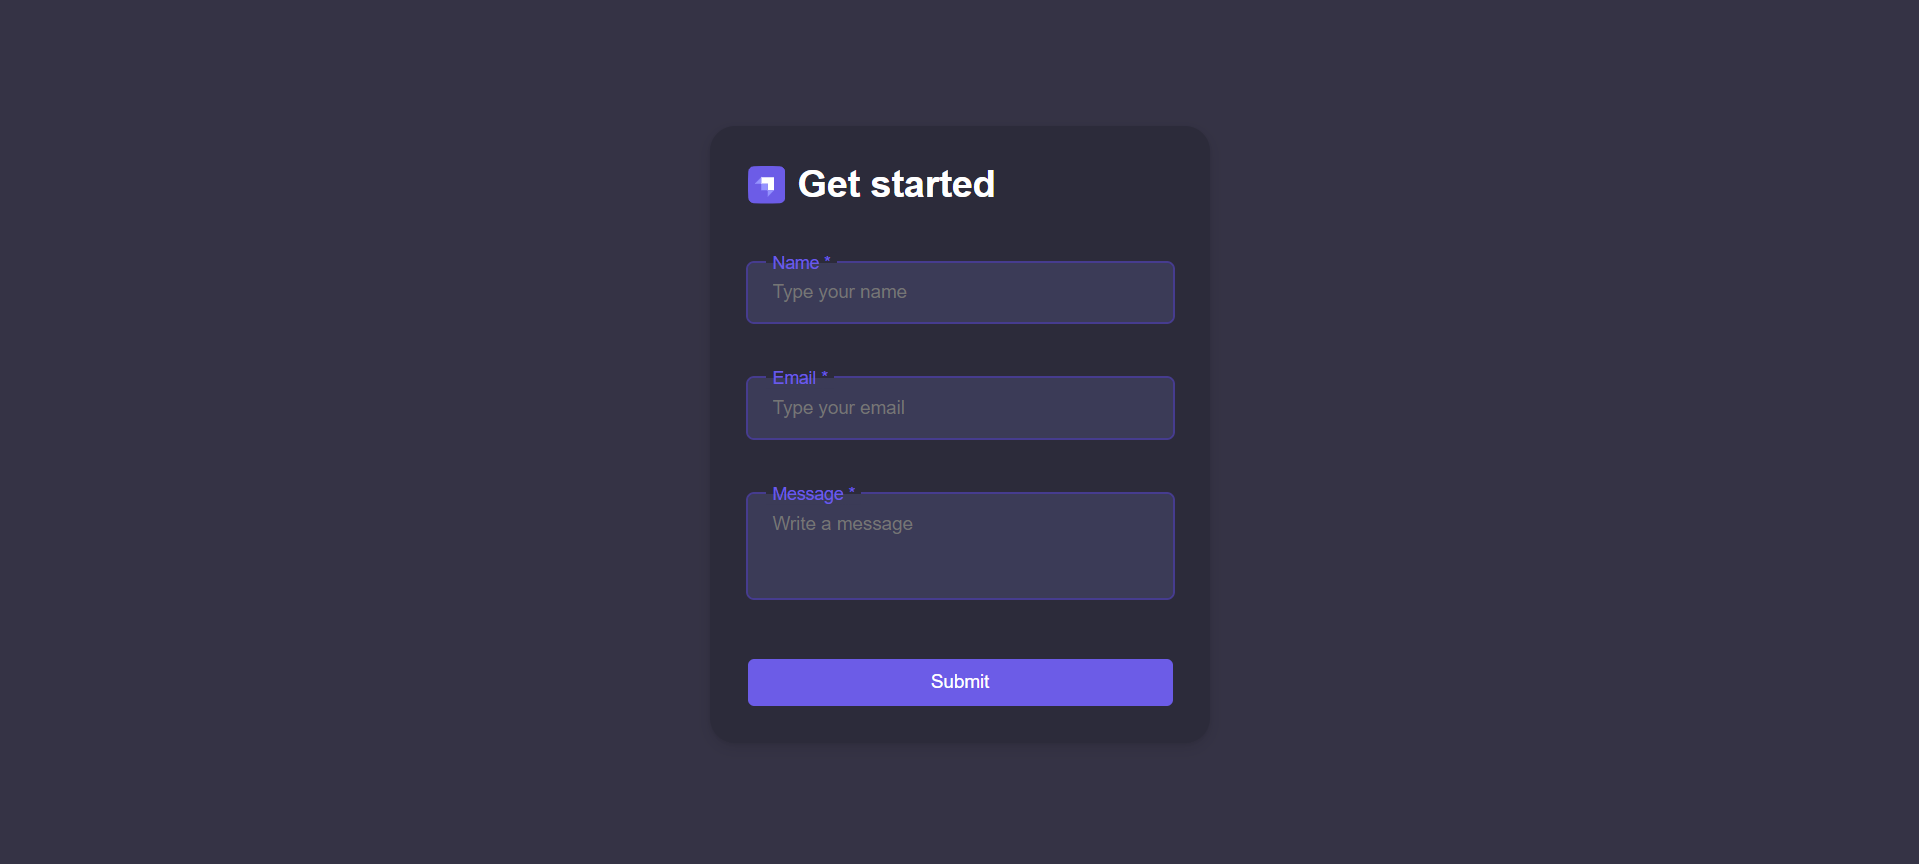 Get started
Name *
Type your name
Email *
Type your email
Message *
Write a message
Submit